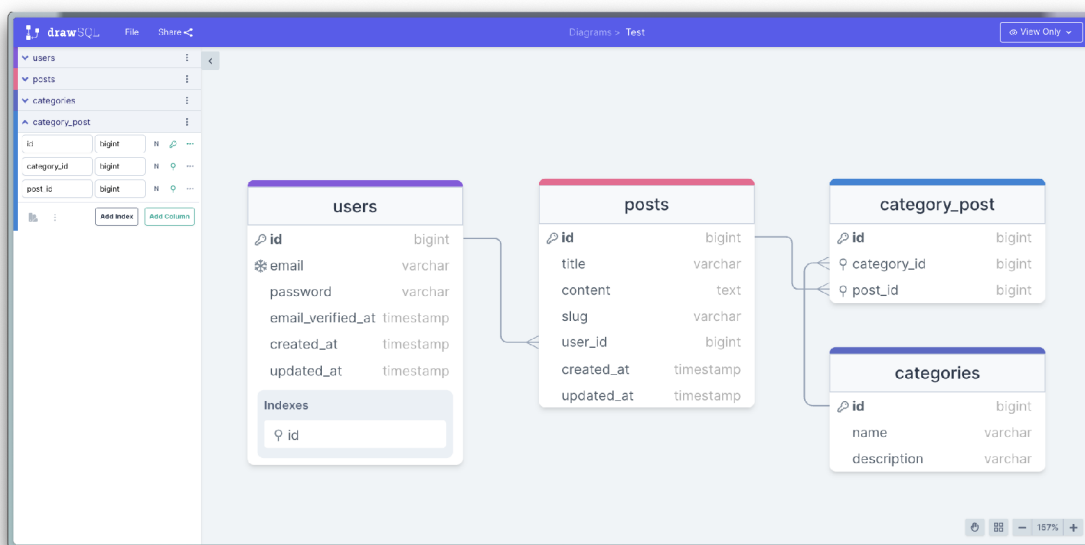 drawSQL File Share Diagrams > Test View Only
users
posts
categories
category_post
id bigint N
category_id bigint N
post_id bigint N
Add Index Add Column
users
id bigint
email varchar
password varchar
email_verified_at timestamp
created_at timestamp
updated_at timestamp
Indexes
id
posts
id bigint
title varchar
content text
slug varchar
user_id bigint
created_at timestamp
updated_at timestamp
category_post
id bigint
category_id bigint
post_id bigint
categories
id bigint
name varchar
description varchar
157%